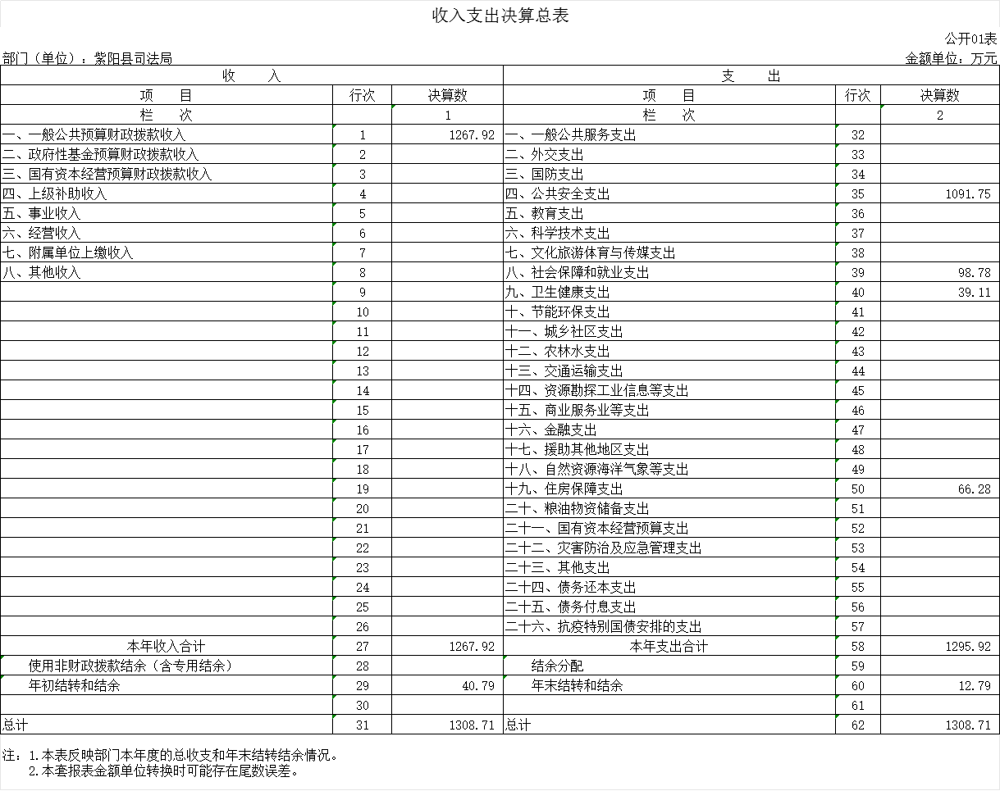 收入支出决算总表
公开01表
部门（单位）：紫阳县司法局 金额单位：万元
收 入 支 出
项 目 行次 决算数 项 目 行次 决算数
栏 次 1 栏 次 2
一、一般公共预算财政拨款收入 1 1267.92 一、一般公共服务支出 32
二、政府性基金预算财政拨款收入 2 二、外交支出 33
三、国有资本经营预算财政拨款收入 3 三、国防支出 34
四、上级补助收入 4 四、公共安全支出 35 1091.75
五、事业收入 5 五、教育支出 36
六、经营收入 6 六、科学技术支出 37
七、附属单位上缴收入 7 七、文化旅游体育与传媒支出 38
八、其他收入 8 八、社会保障和就业支出 39 98.78
9 九、卫生健康支出 40 39.11
10 十、节能环保支出 41
11 十一、城乡社区支出 42
12 十二、农林水支出 43
13 十三、交通运输支出 44
14 十四、资源勘探工业信息等支出 45
15 十五、商业服务业等支出 46
16 十六、金融支出 47
17 十七、援助其他地区支出 48
18 十八、自然资源海洋气象等支出 49
19 十九、住房保障支出 50 66.28
20 二十、粮油物资储备支出 51
21 二十一、国有资本经营预算支出 52
22 二十二、灾害防治及应急管理支出 53
23 二十三、其他支出 54
24 二十四、债务还本支出 55
25 二十五、债务付息支出 56
26 二十六、抗疫特别国债安排的支出 57
本年收入合计 27 1267.92 本年支出合计 58 1295.92
使用非财政拨款结余（含专用结余） 28 结余分配 59
年初结转和结余 29 40.79 年末结转和结余 60 12.79
30 61
总计 31 1308.71 总计 62 1308.71
注：1.本表反映部门本年度的总收支和年末结转结余情况。
2.本套报表金额单位转换时可能存在尾数误差。